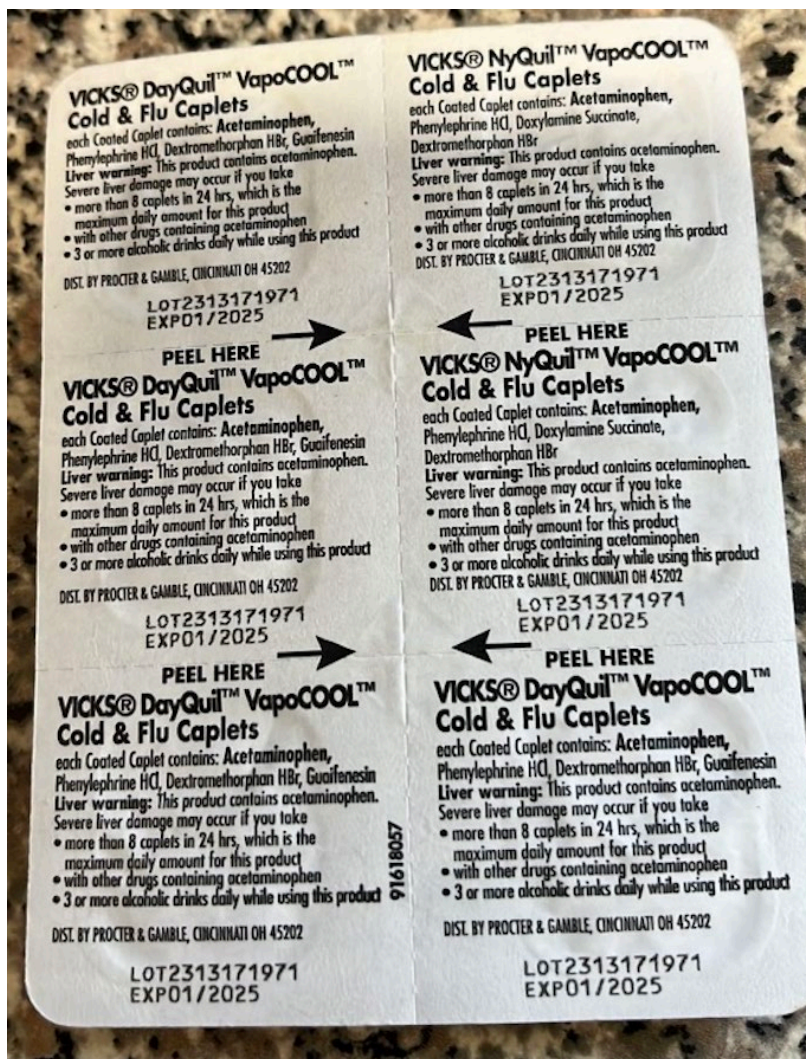 VICKS® DayQuil™ VapoCOOL™
Cold & Flu Caplets
each Coated Caplet contains: Acetaminophen,
Phenylephrine HCl, Dextromethorphan HBr, Guaifenesin
Liver warning: This product contains acetaminophen.
Severe liver damage may occur if you take
• more than 8 caplets in 24 hrs, which is the
maximum daily amount for this product
• with other drugs containing acetaminophen
• 3 or more alcoholic drinks daily while using this product
DIST. BY PROCTER & GAMBLE, CINCINNATI OH 45202
LOT2313171971
EXP01/2025
PEEL HERE
VICKS® NyQuil™ VapoCOOL™
Cold & Flu Caplets
each Coated Caplet contains: Acetaminophen,
Phenylephrine HCl, Doxylamine Succinate,
Dextromethorphan HBr
Liver warning: This product contains acetaminophen.
Severe liver damage may occur if you take
• more than 8 caplets in 24 hrs, which is the
maximum daily amount for this product
• with other drugs containing acetaminophen
• 3 or more alcoholic drinks daily while using this product
DIST. BY PROCTER & GAMBLE, CINCINNATI OH 45202
LOT2313171971
EXP01/2025
PEEL HERE
VICKS® DayQuil™ VapoCOOL™
Cold & Flu Caplets
each Coated Caplet contains: Acetaminophen,
Phenylephrine HCl, Dextromethorphan HBr, Guaifenesin
Liver warning: This product contains acetaminophen.
Severe liver damage may occur if you take
• more than 8 caplets in 24 hrs, which is the
maximum daily amount for this product
• with other drugs containing acetaminophen
• 3 or more alcoholic drinks daily while using this product
DIST. BY PROCTER & GAMBLE, CINCINNATI OH 45202
LOT2313171971
EXP01/2025
PEEL HERE
VICKS® NyQuil™ VapoCOOL™
Cold & Flu Caplets
each Coated Caplet contains: Acetaminophen,
Phenylephrine HCl, Doxylamine Succinate,
Dextromethorphan HBr
Liver warning: This product contains acetaminophen.
Severe liver damage may occur if you take
• more than 8 caplets in 24 hrs, which is the
maximum daily amount for this product
• with other drugs containing acetaminophen
• 3 or more alcoholic drinks daily while using this product
DIST. BY PROCTER & GAMBLE, CINCINNATI OH 45202
LOT2313171971
EXP01/2025
PEEL HERE
VICKS® DayQuil™ VapoCOOL™
Cold & Flu Caplets
each Coated Caplet contains: Acetaminophen,
Phenylephrine HCl, Dextromethorphan HBr, Guaifenesin
Liver warning: This product contains acetaminophen.
Severe liver damage may occur if you take
• more than 8 caplets in 24 hrs, which is the
maximum daily amount for this product
• with other drugs containing acetaminophen
• 3 or more alcoholic drinks daily while using this product
DIST. BY PROCTER & GAMBLE, CINCINNATI OH 45202
LOT2313171971
EXP01/2025
91618057
VICKS® DayQuil™ VapoCOOL™
Cold & Flu Caplets
each Coated Caplet contains: Acetaminophen,
Phenylephrine HCl, Dextromethorphan HBr, Guaifenesin
Liver warning: This product contains acetaminophen.
Severe liver damage may occur if you take
• more than 8 caplets in 24 hrs, which is the
maximum daily amount for this product
• with other drugs containing acetaminophen
• 3 or more alcoholic drinks daily while using this product
DIST. BY PROCTER & GAMBLE, CINCINNATI OH 45202
LOT2313171971
EXP01/2025